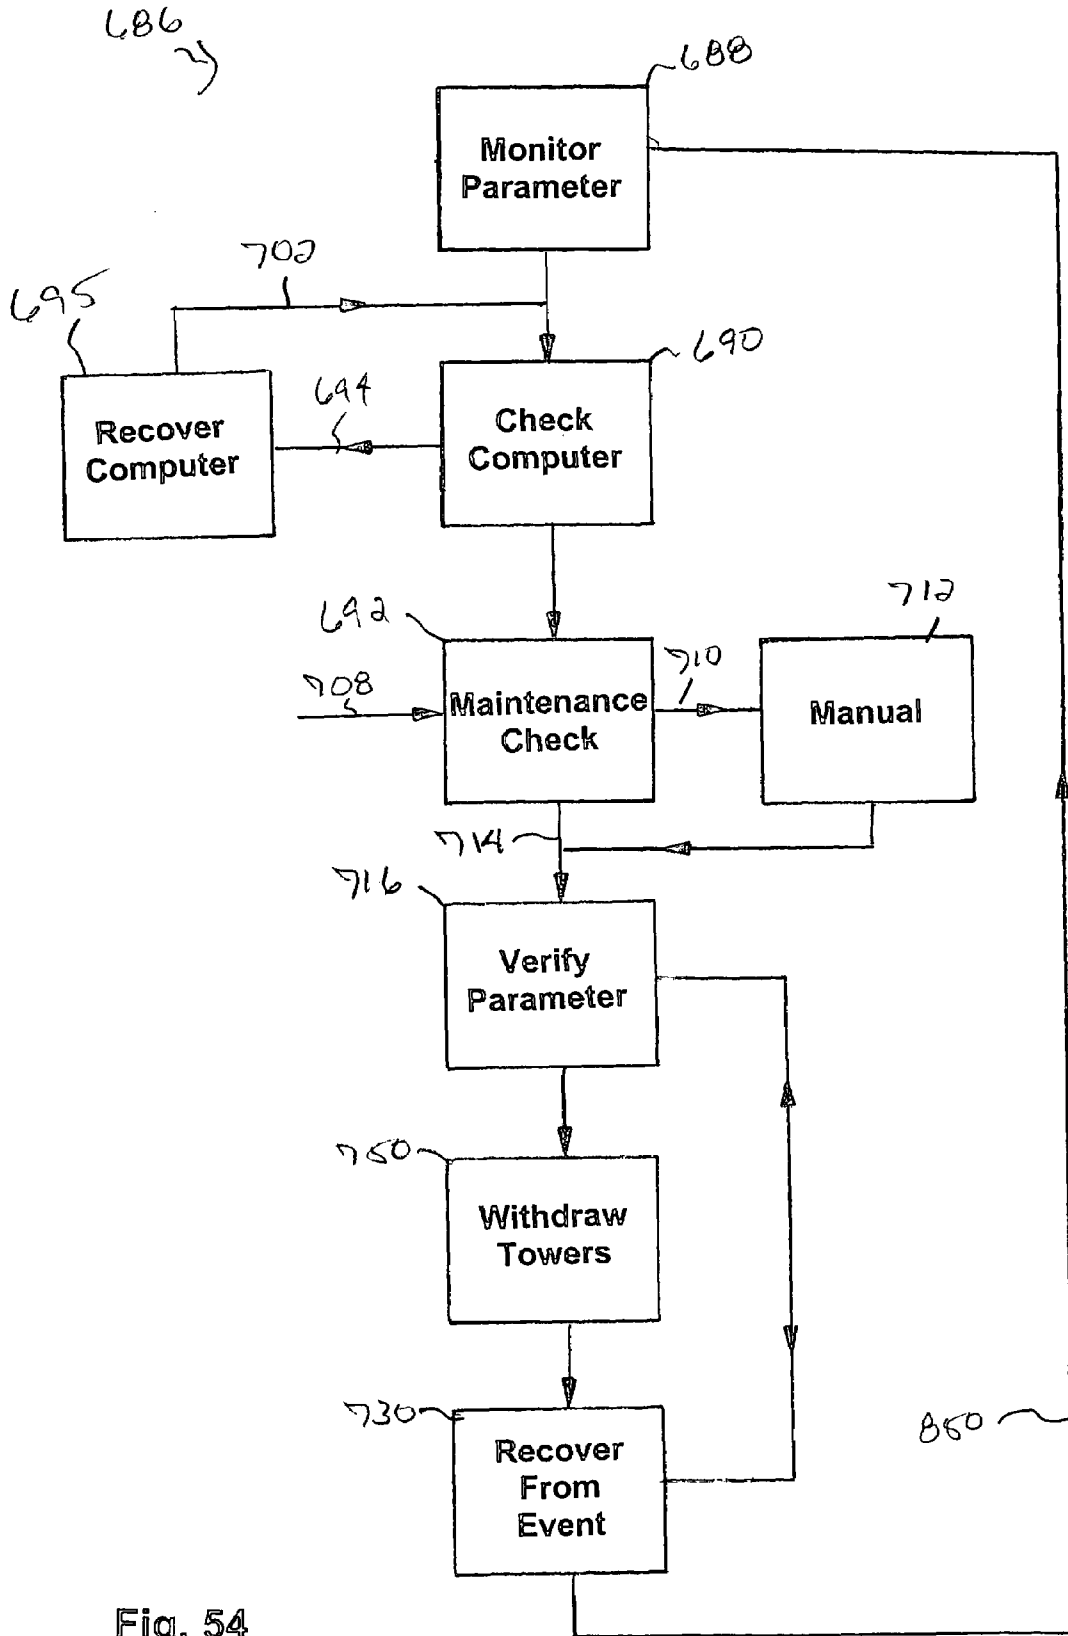 686
688
Monitor
Parameter
702
695
690
694
Recover
Computer
Check
Computer
692
712
710
708
Maintenance
Check
Manual
714
716
Verify
Parameter
750
Withdraw
Towers
730
850
Recover
From
Event
Fig. 54